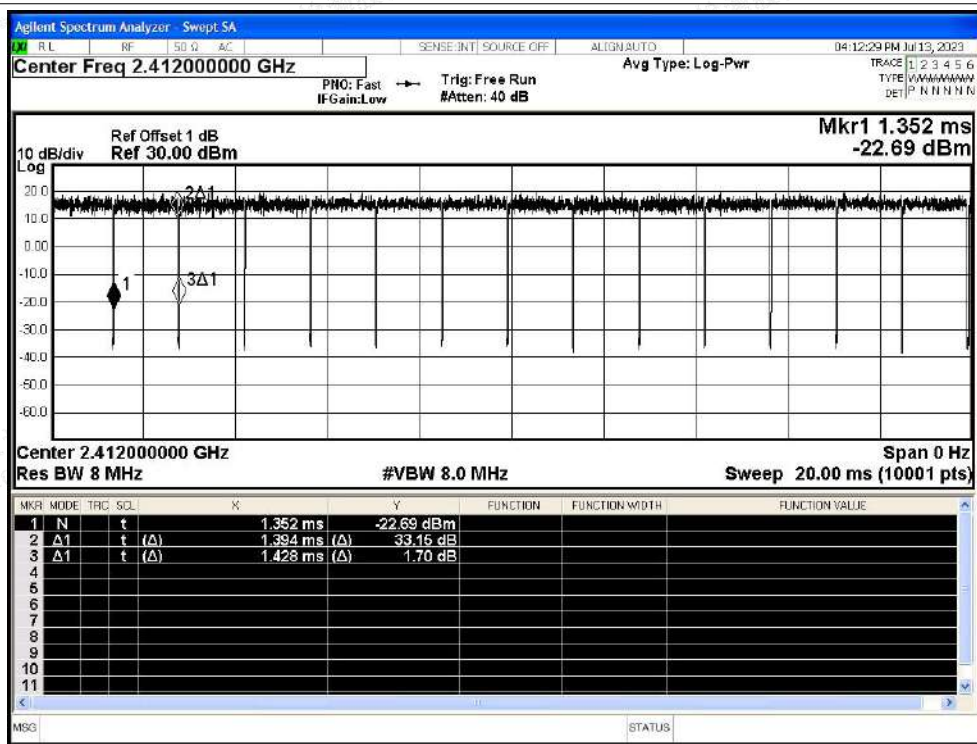 Agilent Spectrum Analyzer - Swept SA
LXI RL RF 50 Ω AC SENSE:INT SOURCE OFF ALIGNAUTO 04:12:29 PM Jul 13, 2023
Center Freq 2.412000000 GHz
PNO: Fast
IFGain:Low
Trig: Free Run
#Atten: 40 dB
Avg Type: Log-Pwr
TRACE 1 2 3 4 5 6
TYPE
DET P N N N N N
Mkr1 1.352 ms
-22.69 dBm
Ref Offset 1 dB
10 dB/div Ref 30.00 dBm
Log
20.0
10.0
0.00
-10.0
-20.0
-30.0
-40.0
-50.0
-60.0
2Δ1
1
3Δ1
Center 2.412000000 GHz Span 0 Hz
Res BW 8 MHz #VBW 8.0 MHz Sweep 20.00 ms (10001 pts)
MKR MODE TRC SCL X Y FUNCTION FUNCTION WIDTH FUNCTION VALUE
1 N t 1.352 ms -22.69 dBm
2 Δ1 t (Δ) 1.394 ms (Δ) 33.15 dB
3 Δ1 t (Δ) 1.428 ms (Δ) 1.70 dB
4
5
6
7
8
9
10
11
MSG STATUS